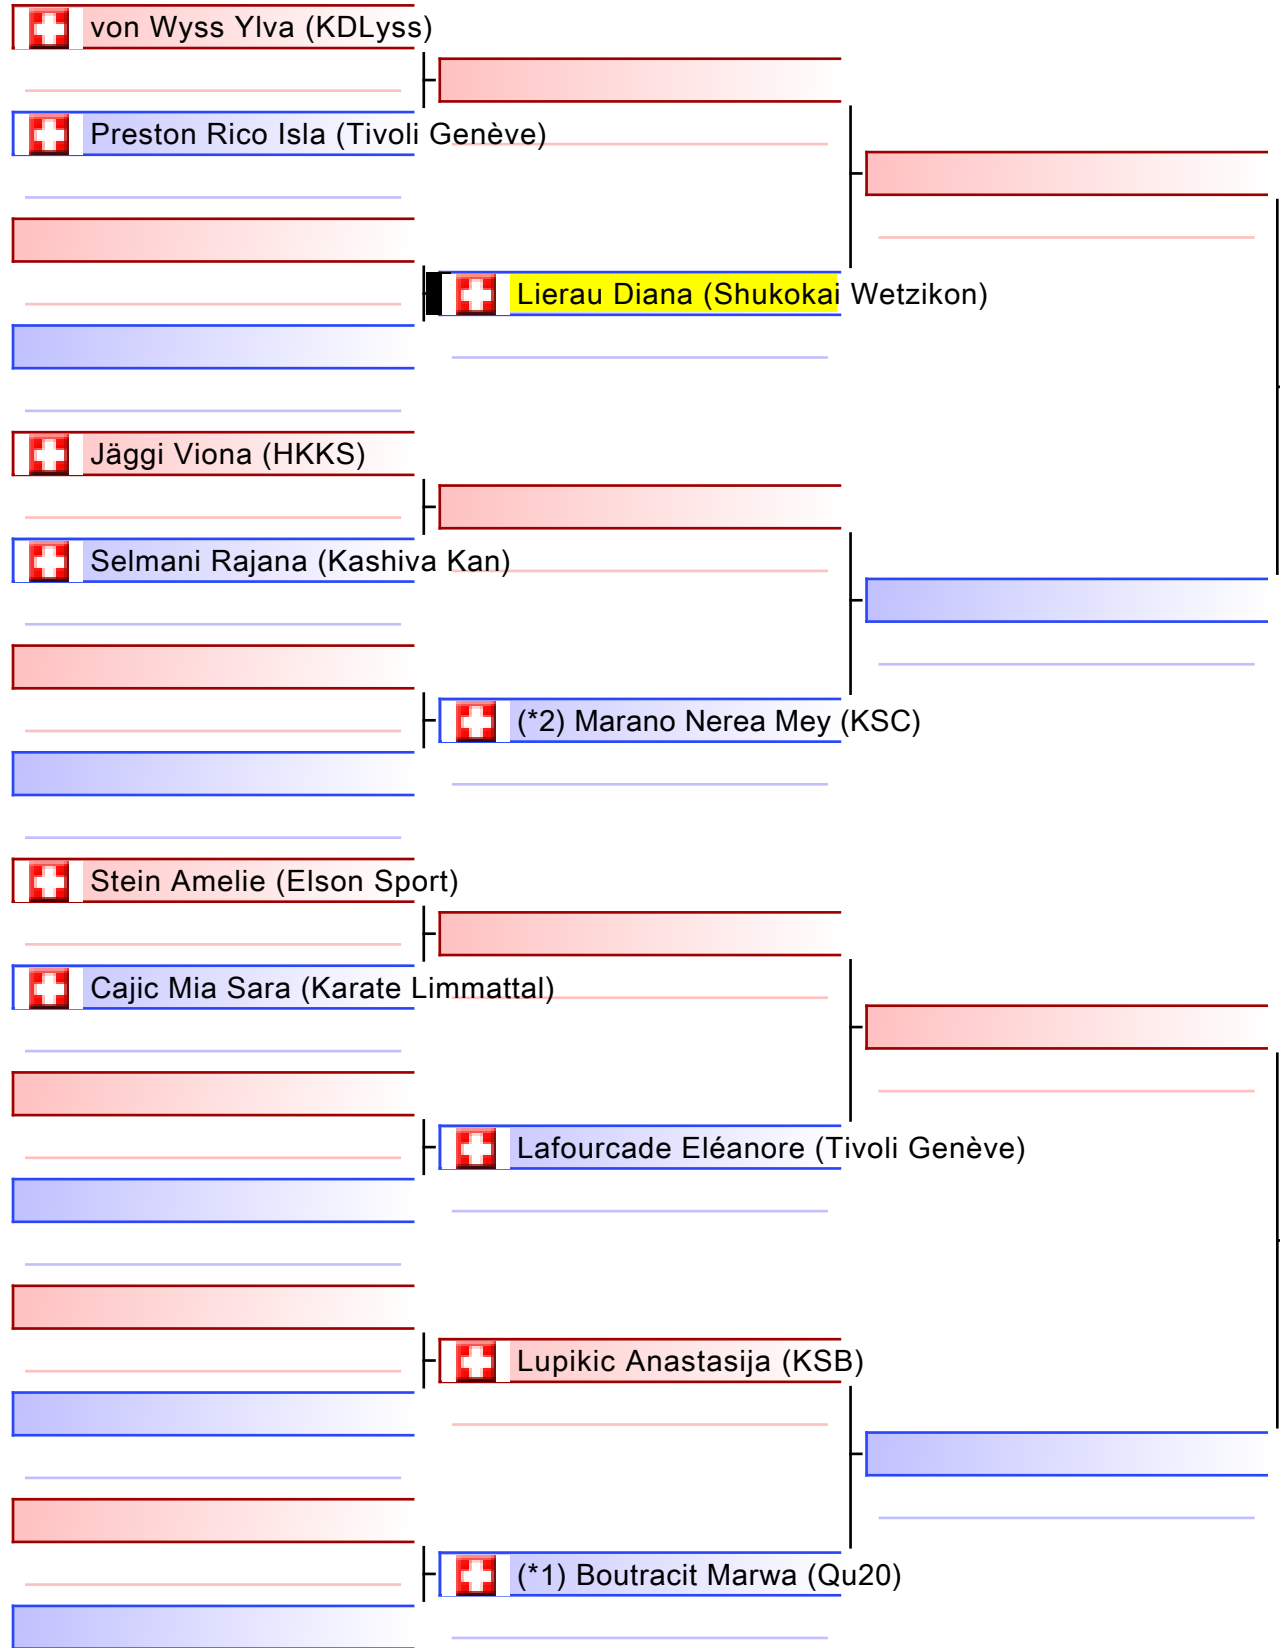 von Wyss Ylva (KDLyss)
Preston Rico Isla (Tivoli Genève)
Lierau Diana (Shukokai Wetzikon)
Jäggi Viona (HKKS)
Selmani Rajana (Kashiva Kan)
(*2) Marano Nerea Mey (KSC)
Stein Amelie (Elson Sport)
Cajic Mia Sara (Karate Limmattal)
Lafourcade Eléanore (Tivoli Genève)
Lupikic Anastasija (KSB)
(*1) Boutracit Marwa (Qu20)